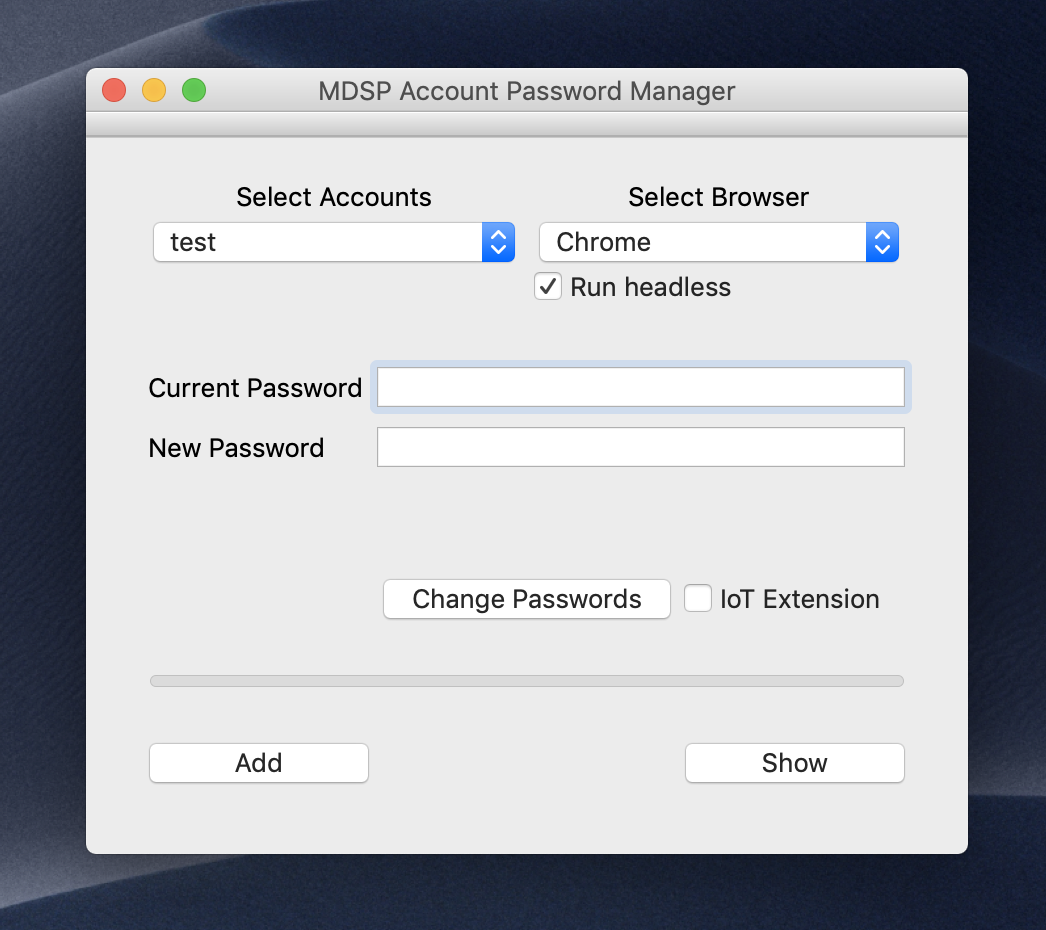 MDSP Account Password Manager
Select Accounts
Select Browser
test
Chrome
Run headless
Current Password
New Password
Change Passwords
IoT Extension
Add
Show